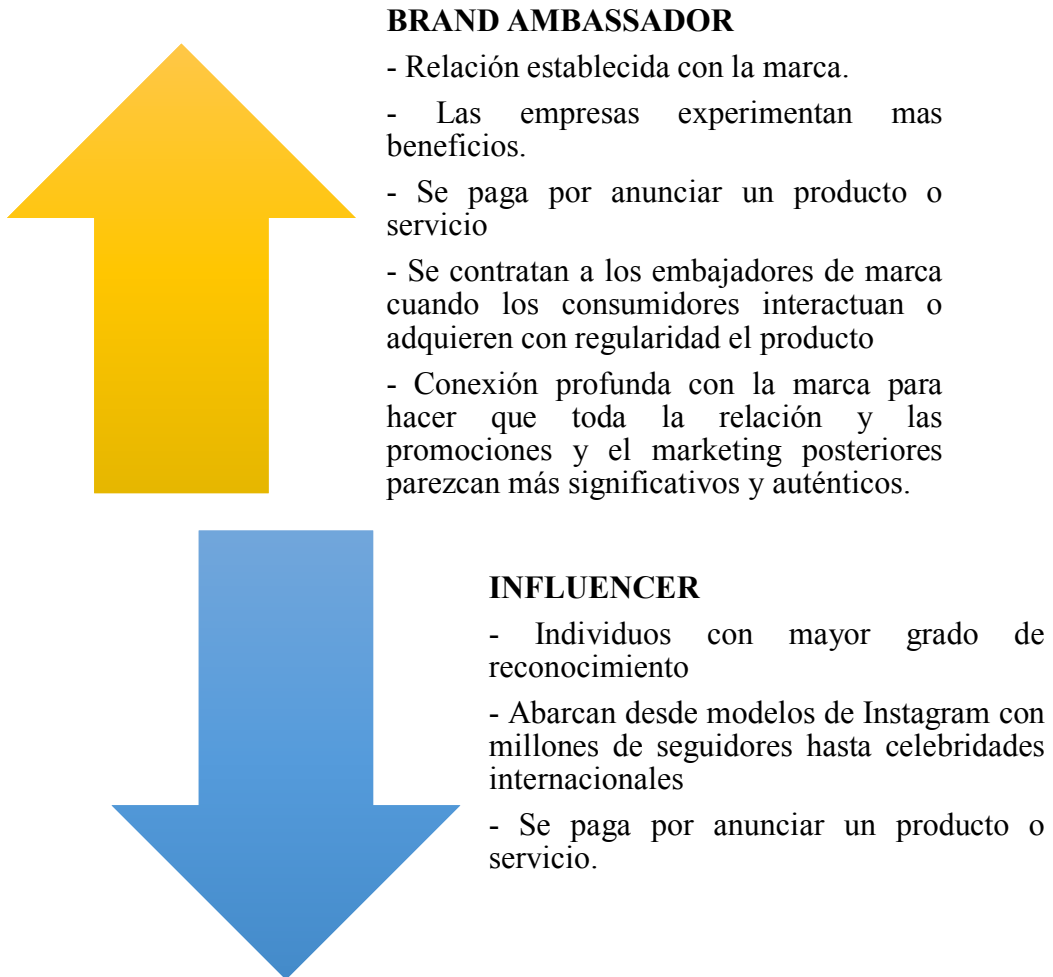 BRAND AMBASSADOR
- Relación establecida con la marca.
- Las empresas experimentan mas
beneficios.
- Se paga por anunciar un producto o
servicio
- Se contratan a los embajadores de marca
cuando los consumidores interactuan o
adquieren con regularidad el producto
- Conexión profunda con la marca para
hacer que toda la relación y las
promociones y el marketing posteriores
parezcan más significativos y auténticos.
INFLUENCER
- Individuos con mayor grado de
reconocimiento
- Abarcan desde modelos de Instagram con
millones de seguidores hasta celebridades
internacionales
- Se paga por anunciar un producto o
servicio.